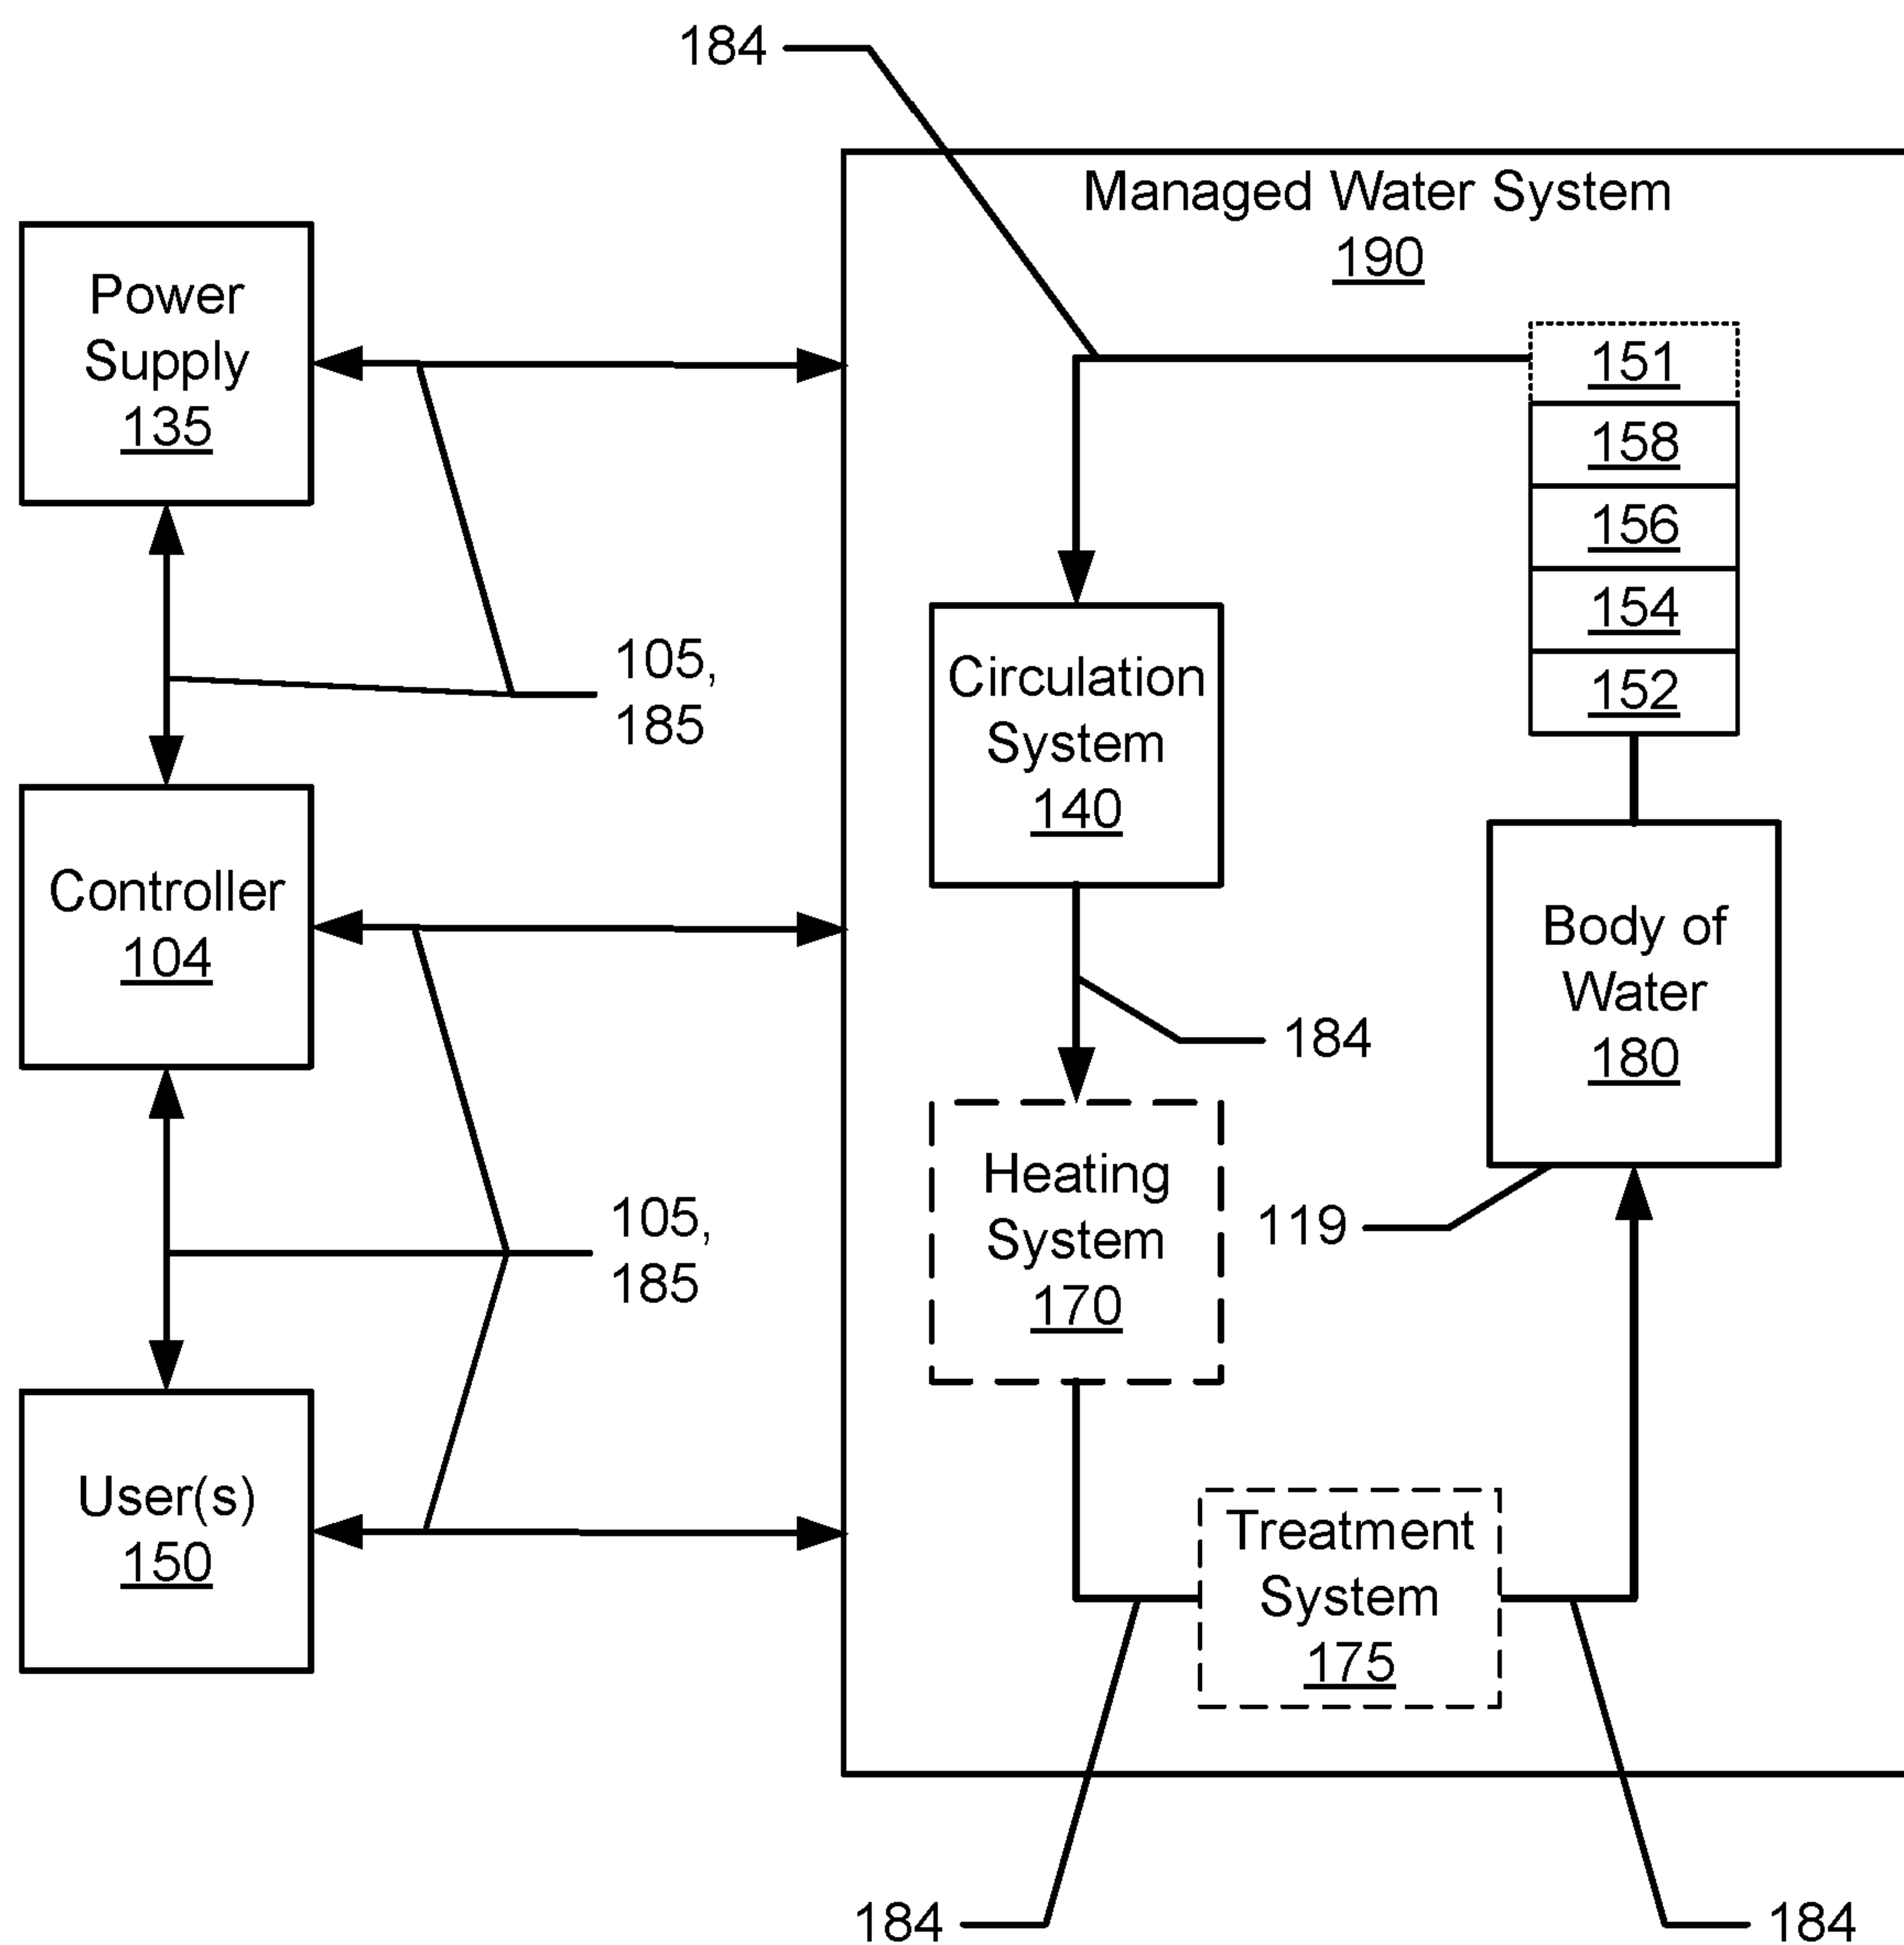 184
Managed Water System
190
Power
Supply
135
151
158
156
154
152
105,
185
Circulation
System
140
Controller
104
Body of
Water
180
184
Heating
System
170
119
105,
185
User(s)
150
Treatment
System
175
184
184